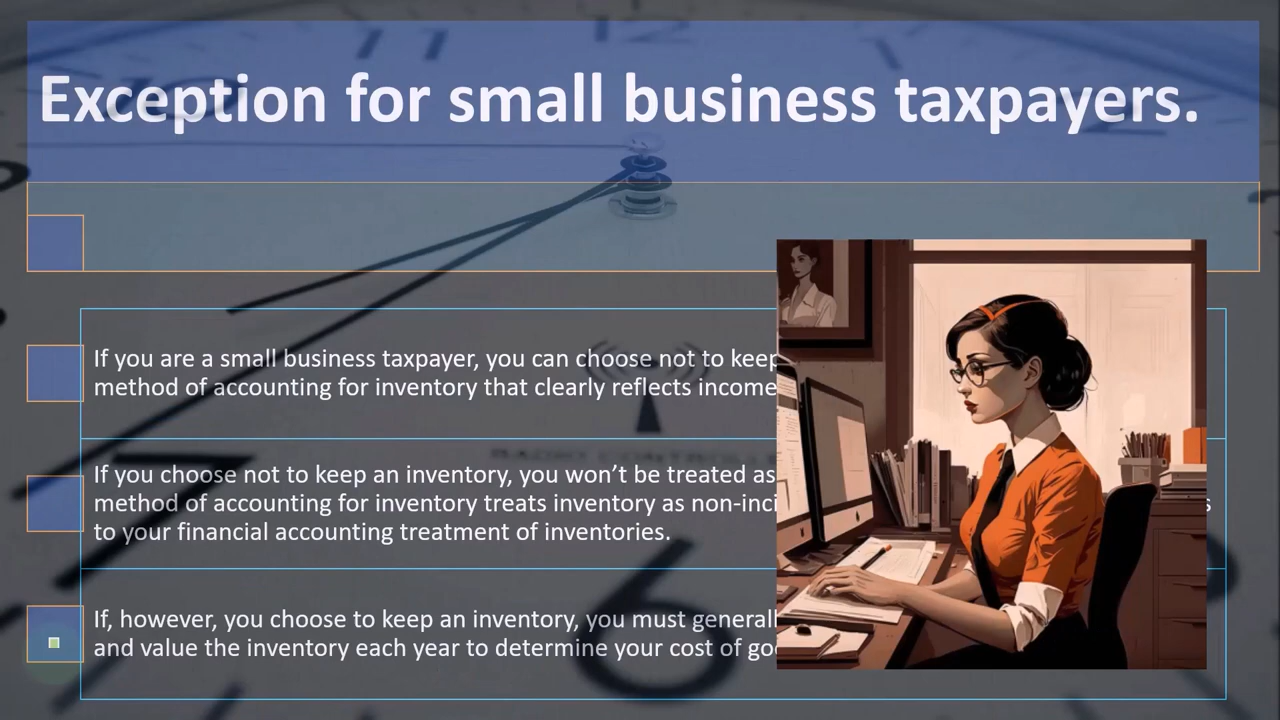 Exception for small business taxpayers.
If you are a small business taxpayer, you can choose not to keep
method of accounting for inventory that clearly reflects income
If you choose not to keep an inventory, you won’t be treated as
method of accounting for inventory treats inventory as non-inci
to your financial accounting treatment of inventories.
If, however, you choose to keep an inventory, you must generall
and value the inventory each year to determine your cost of go